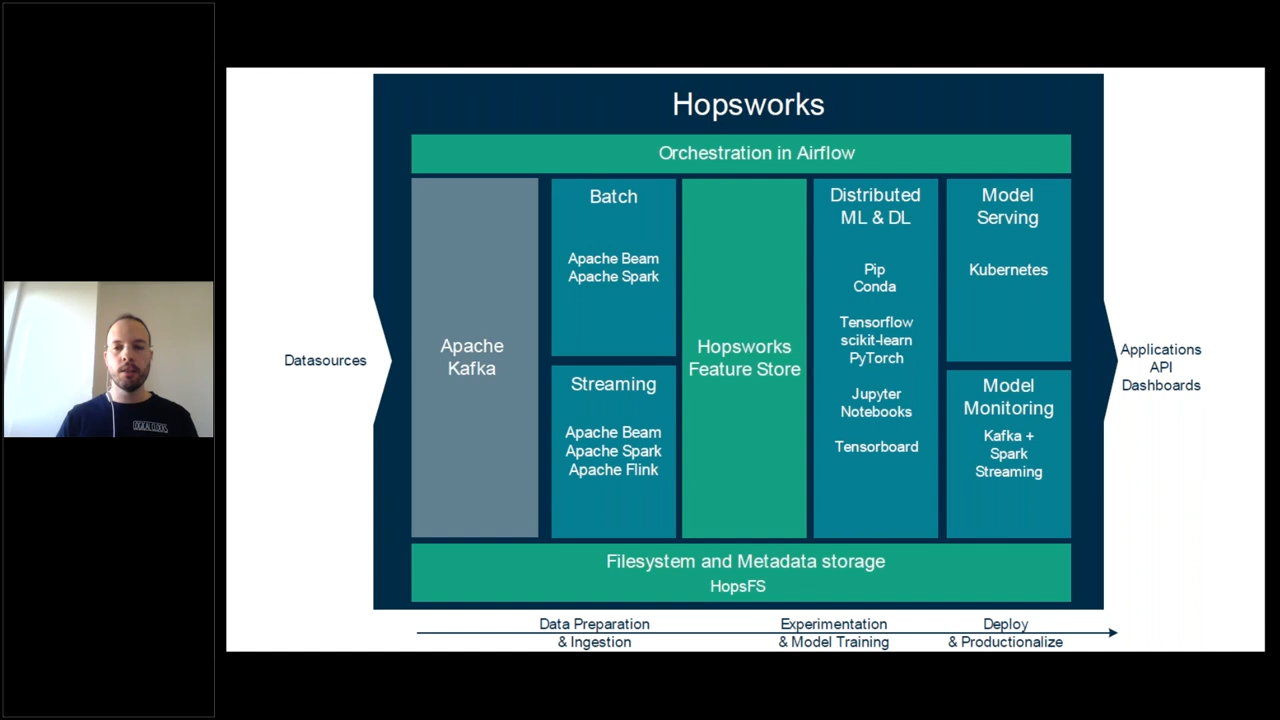 Hopsworks
Orchestration in Airflow
Datasources
Apache
Kafka
Batch
Apache Beam
Apache Spark
Streaming
Apache Beam
Apache Spark
Apache Flink
Hopsworks
Feature Store
Distributed
ML & DL
Pip
Conda
Tensorflow
scikit-learn
PyTorch
Jupyter
Notebooks
Tensorboard
Model
Serving
Kubernetes
Model
Monitoring
Kafka +
Spark
Streaming
Applications
API
Dashboards
Filesystem and Metadata storage
HopsFS
Data Preparation
& Ingestion
Experimentation
& Model Training
Deploy
& Productionalize
LOGICAL CLOCKS